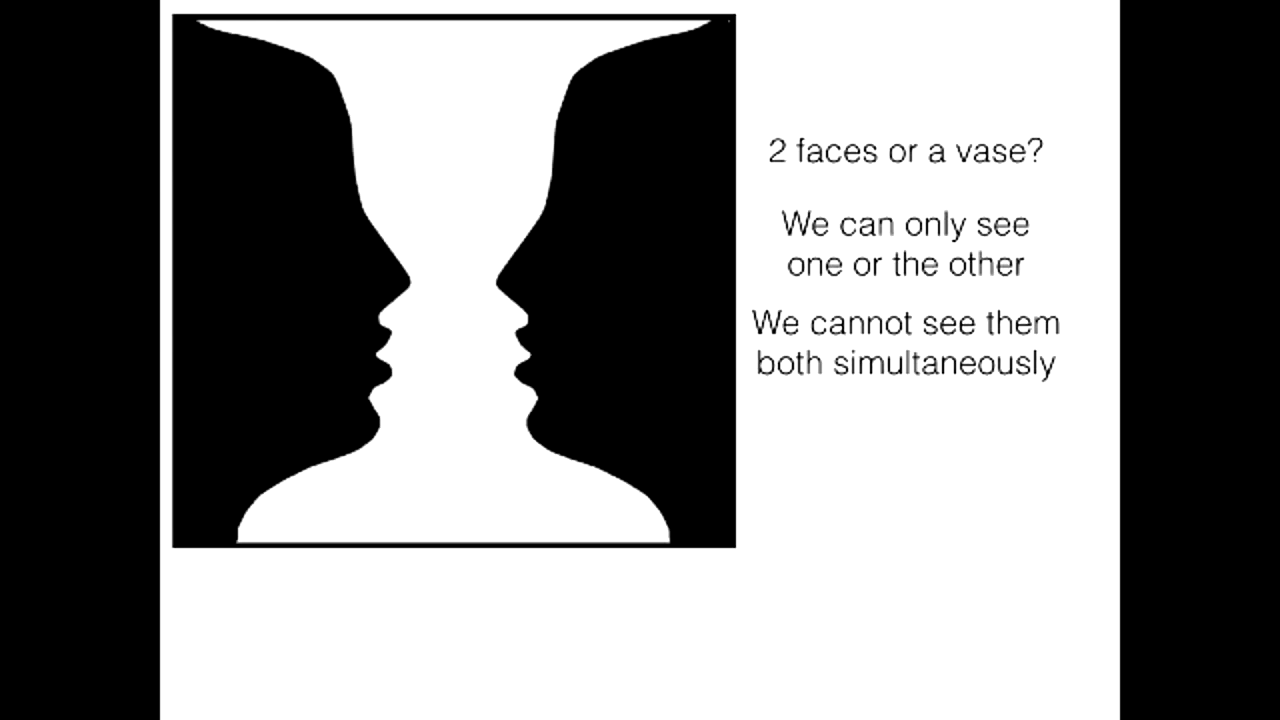 2 faces or a vase?
We can only see
one or the other
We cannot see them
both simultaneously